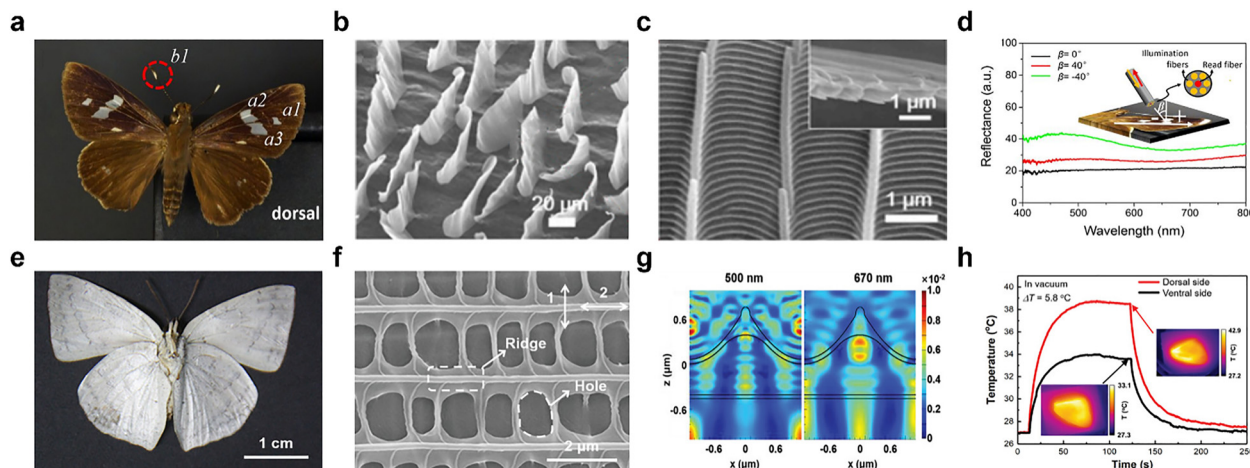 a
b1
a2
a1
a3
dorsal
b
20 μm
c
1 μm
1 μm
d
β= 0°
β= 40°
β= -40°
Illumination
fibers
Read fiber
Reflectance (a.u.)
100
80
60
40
20
0
400
500
600
700
800
Wavelength (nm)
e
1 cm
f
1
2
Ridge
Hole
2 μm
g
500 nm
670 nm
×10⁻²
1.0
0.8
0.6
0.4
0.2
0
z (μm)
0.6
0
-0.6
-0.6
0
0.6
-0.6
0
0.6
x (μm)
x (μm)
h
In vacuum
ΔT = 5.8 °C
Dorsal side
Ventral side
Temperature (°C)
42
40
38
36
34
32
30
28
26
42.9
T (°C)
27.2
33.1
T (°C)
27.3
0
50
100
150
200
250
Time (s)